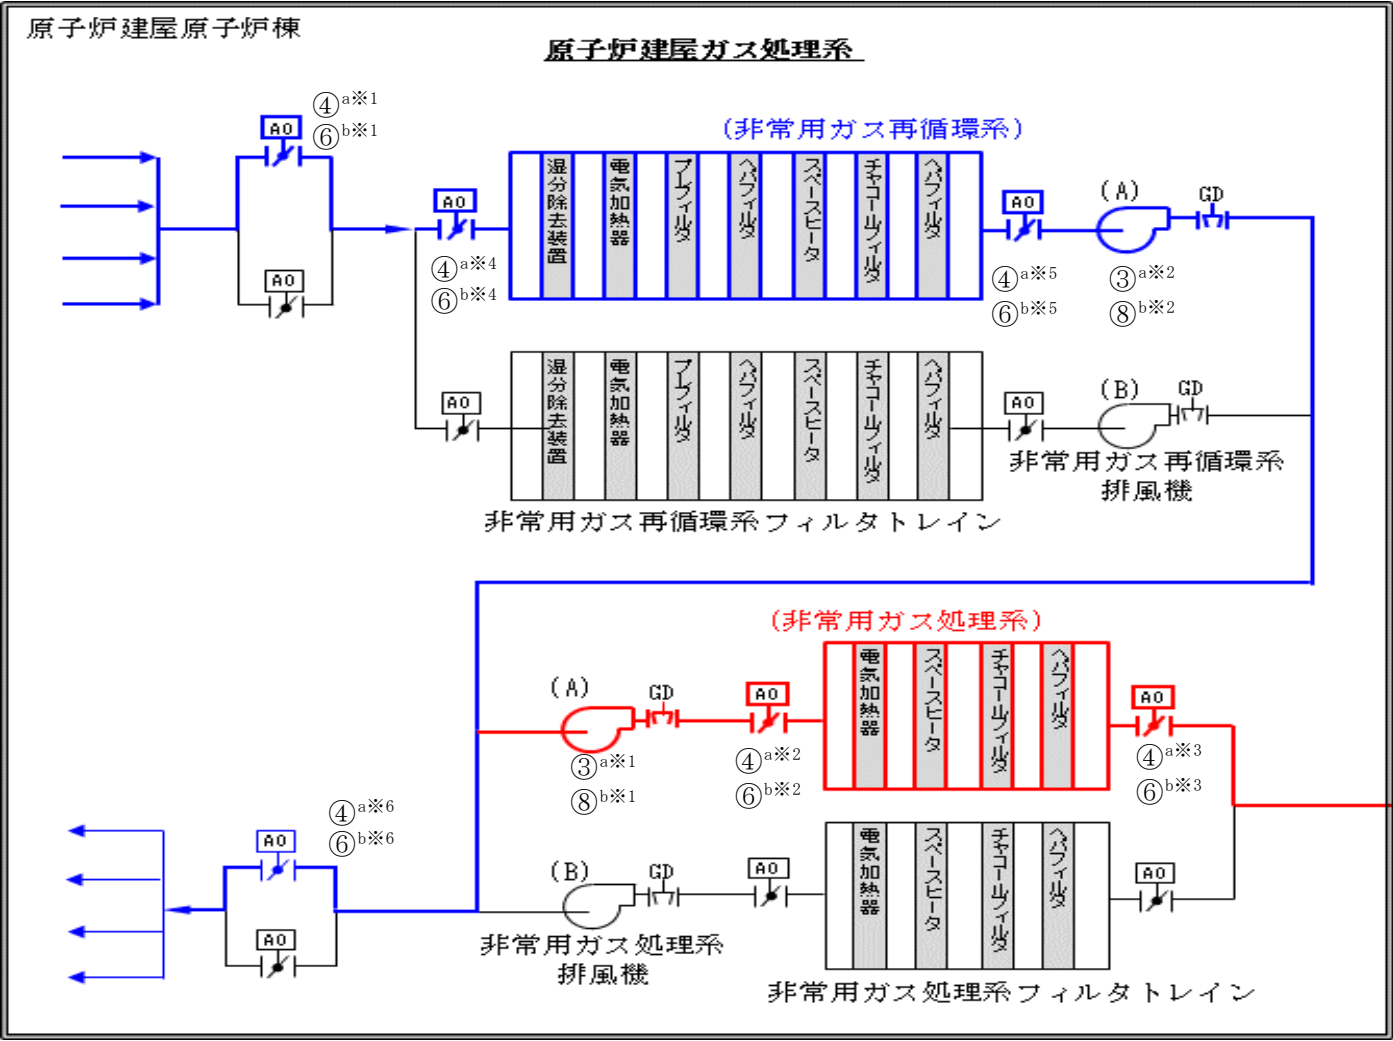 原子炉建屋原子炉棟
原子炉建屋ガス処理系
④a※1
⑥b※1
AO
(非常用ガス再循環系)
AO
④a※4
⑥b※4
湿分除去装置
電気加熱器
プレフィルタ
ヘパフィルタ
スペースヒータ
チャコールフィルタ
ヘパフィルタ
AO
④a※5
⑥b※5
(A)
GD
③a※2
⑧b※2
AO
AO
湿分除去装置
電気加熱器
プレフィルタ
ヘパフィルタ
スペースヒータ
チャコールフィルタ
ヘパフィルタ
AO
(B)
GD
非常用ガス再循環系
排風機
非常用ガス再循環系フィルタトレイン
(非常用ガス処理系)
(A)
GD
③a※1
⑧b※1
AO
④a※2
⑥b※2
電気加熱器
スペースヒータ
チャコールフィルタ
ヘパフィルタ
AO
④a※3
⑥b※3
④a※6
⑥b※6
AO
AO
(B)
GD
AO
電気加熱器
スペースヒータ
チャコールフィルタ
ヘパフィルタ
AO
非常用ガス処理系
排風機
非常用ガス処理系フィルタトレイン